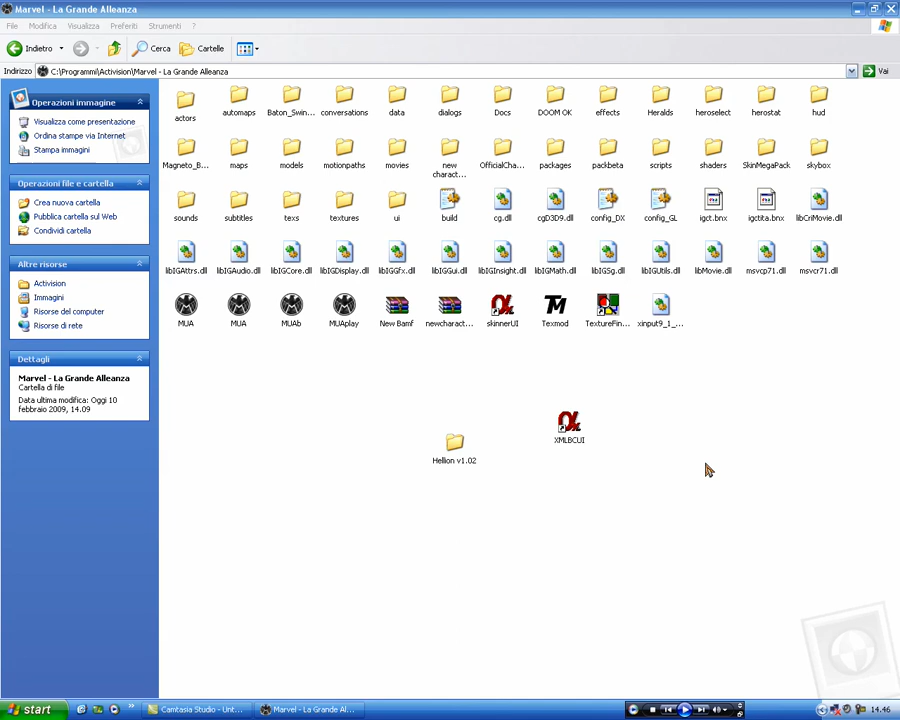 Marvel - La Grande Alleanza
File Modifica Visualizza Preferiti Strumenti ?
Indietro Cerca Cartelle
Indirizzo C:\Programmi\Activision\Marvel - La Grande Alleanza Vai
Operazioni immagine
Visualizza come presentazione
Ordina stampe via Internet
Stampa immagini
Operazioni file e cartella
Crea nuova cartella
Pubblica cartella sul Web
Condividi cartella
Altre risorse
Activision
Immagini
Risorse del computer
Risorse di rete
Dettagli
Marvel - La Grande Alleanza
Cartella di file
Data ultima modifica: Oggi 10
febbraio 2009, 14.09
actors automaps Baton_Swin... conversations data dialogs Docs DOOM OK effects Heralds heroselect herostat hud
Magneto_B... maps models motionpaths movies new
charact... OfficialCha... packages packbeta scripts shaders SkinMegaPack skybox
sounds subtitles texs textures ui build cg.dll cgD3D9.dll config_DX config_GL igct.bnx igctita.bnx libCriMovie.dll
libIGAttrs.dll libIGAudio.dll libIGCore.dll libIGDisplay.dll libIGGfx.dll libIGGui.dll libIGInsight.dll libIGMath.dll libIGSg.dll libIGUtils.dll libMovie.dll msvcp71.dll msvcr71.dll
MUA MUA MUAb MUAplay New Bamf newcharact... skinnerUI Texmod TextureFin... xinput9_1_...
XMLBCUI
Hellion v1.02
start Camtasia Studio - Unt... Marvel - La Grande Al... 14.46